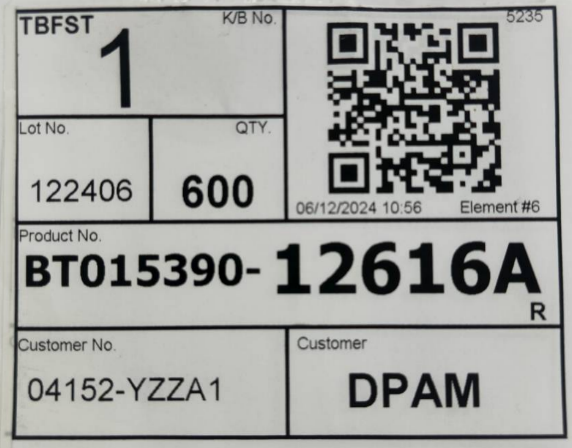 TBFST
K/B No.
1
5235
Lot No.
122406
QTY.
600
06/12/2024 10:56
Element #6
Product No.
BT015390-12616A
R
Customer No.
04152-YZZA1
Customer
DPAM